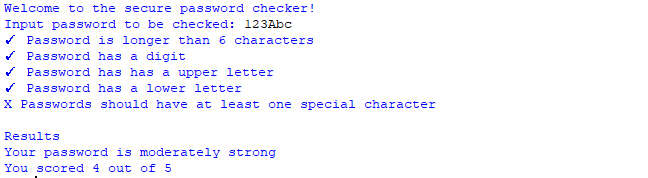 Welcome to the secure password checker!
Input password to be checked: 123Abc
✓ Password is longer than 6 characters
✓ Password has a digit
✓ Password has has a upper letter
✓ Password has a lower letter
X Passwords should have at least one special character
Results
Your password is moderately strong
You scored 4 out of 5